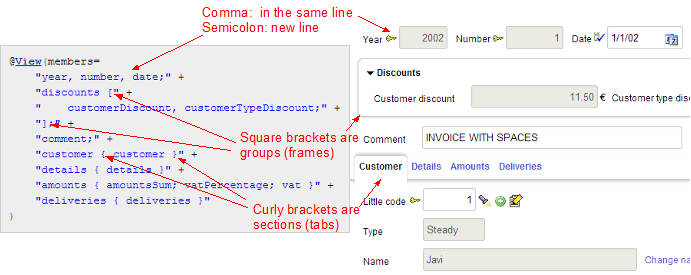 Comma: in the same line
Semicolon: new line
@View(members=
"year, number, date;" +
"discounts [" +
" customerDiscount, customerTypeDiscount;" +
"];" +
"comment;" +
"customer { customer }" +
"details { details }" +
"amounts { amountsSum; vatPercentage; vat }" +
"deliveries { deliveries }"
)
Square brackets are
groups (frames)
Curly brackets are
sections (tabs)
Year 2002 Number 1 Date 1/1/02
Discounts
Customer discount 11.50 € Customer type disc
Comment INVOICE WITH SPACES
Customer Details Amounts Deliveries
Little code 1
Type Steady
Name Javi Change na